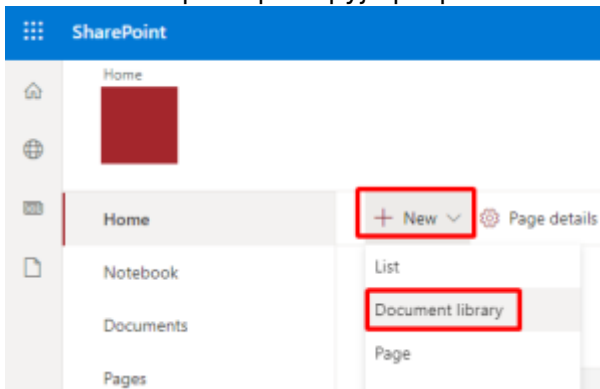 SharePoint
Home
Home
+ New
Page details
Notebook
List
Document library
Documents
Page
Pages